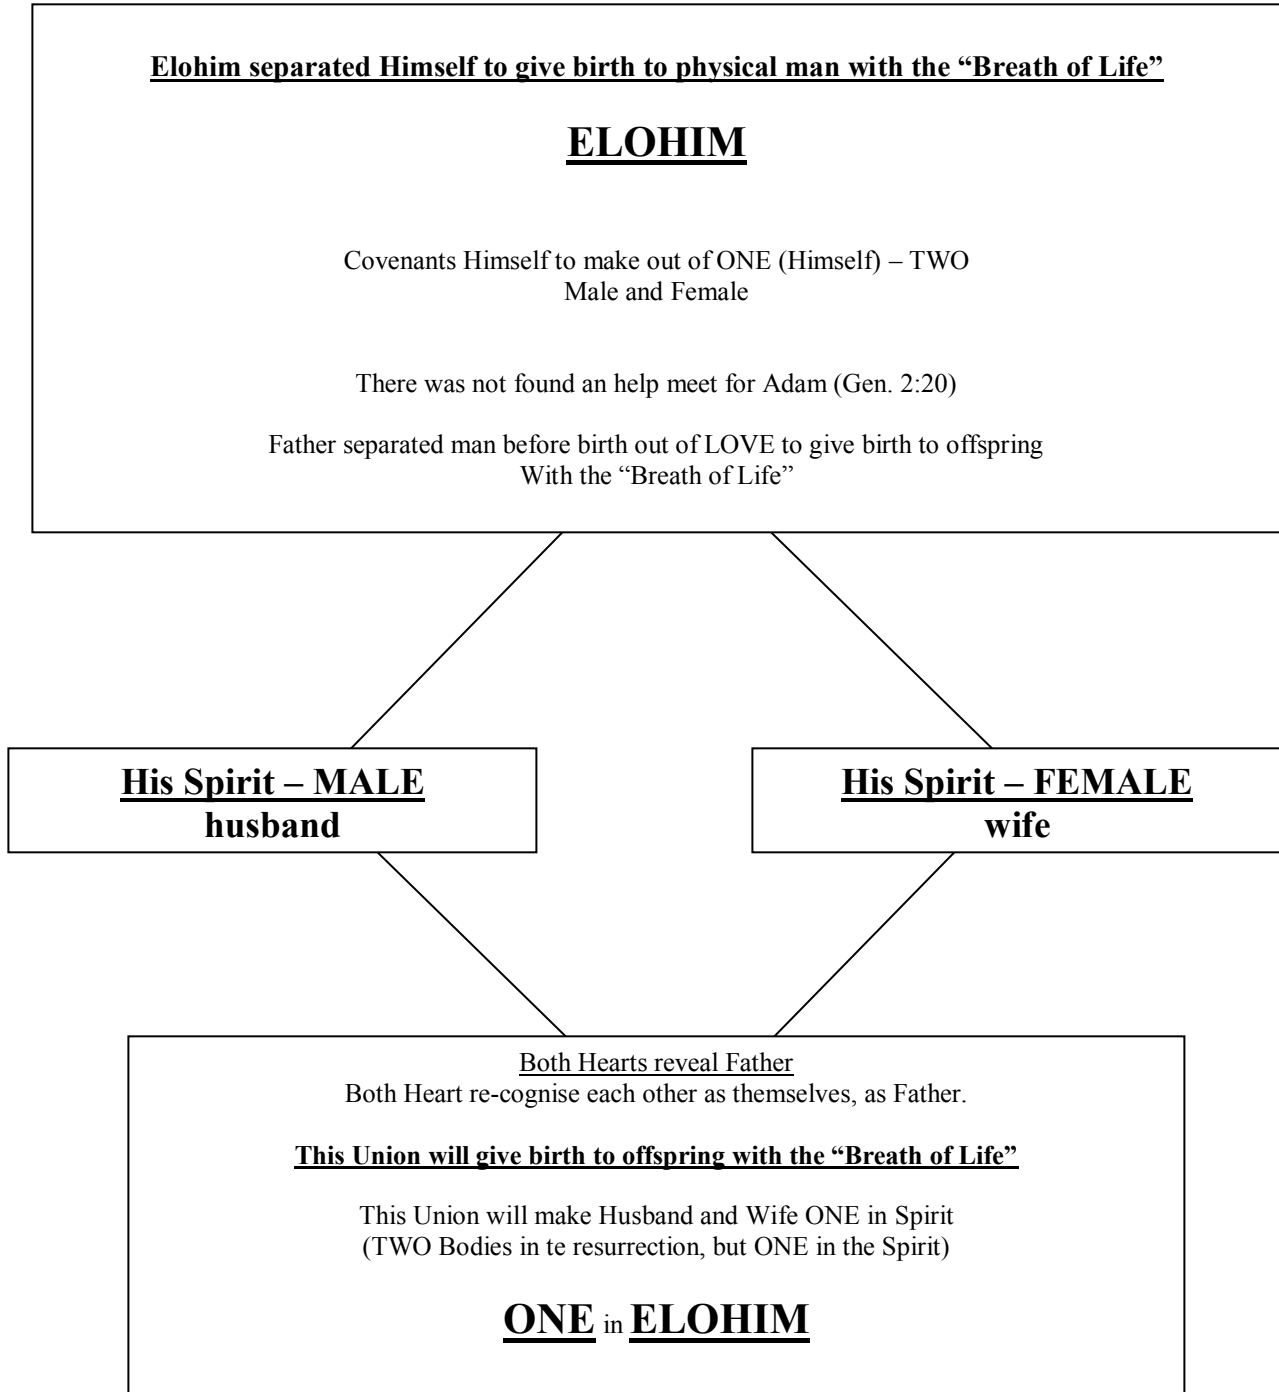 Elohim separated Himself to give birth to physical man with the “Breath of Life”
ELOHIM
Covenants Himself to make out of ONE (Himself) – TWO
Male and Female
There was not found an help meet for Adam (Gen. 2:20)
Father separated man before birth out of LOVE to give birth to offspring
With the “Breath of Life”
His Spirit – MALE
husband
His Spirit – FEMALE
wife
Both Hearts reveal Father
Both Heart re-cognise each other as themselves, as Father.
This Union will give birth to offspring with the “Breath of Life”
This Union will make Husband and Wife ONE in Spirit
(TWO Bodies in te resurrection, but ONE in the Spirit)
ONE in ELOHIM